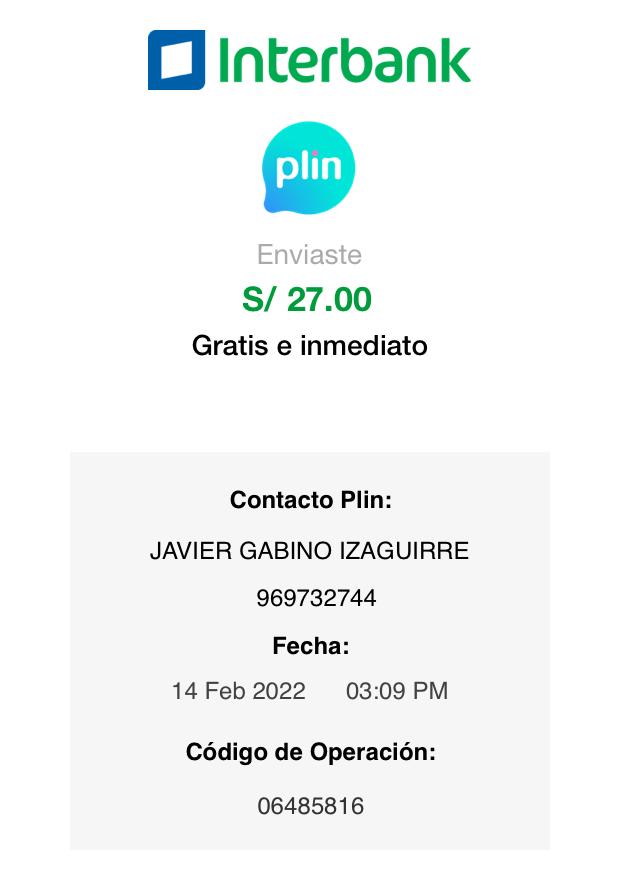 Interbank
plin
Enviaste
S/ 27.00
Gratis e inmediato
Contacto Plin:
JAVIER GABINO IZAGUIRRE
969732744
Fecha:
14 Feb 2022 03:09 PM
Código de Operación:
06485816